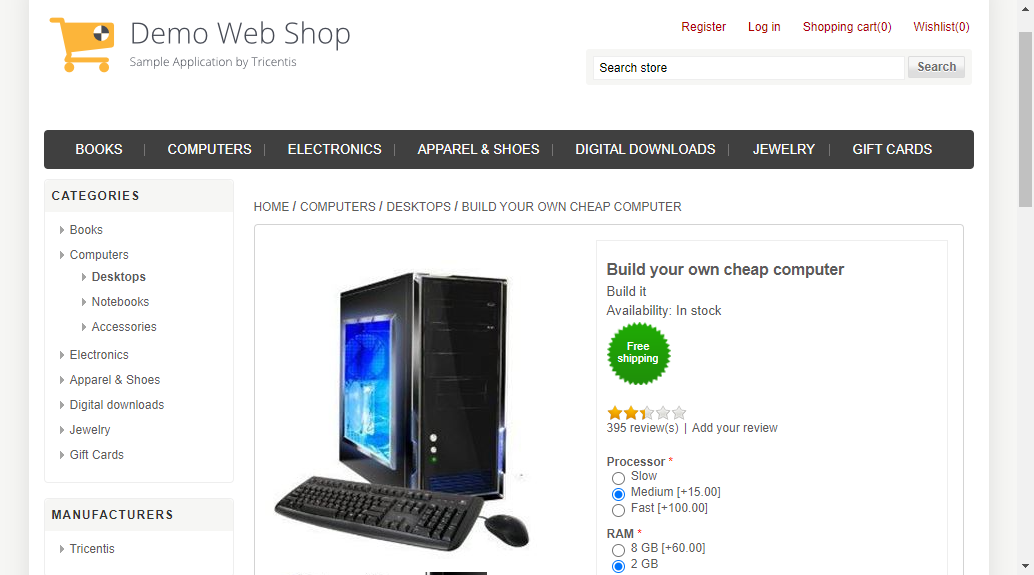 Demo Web Shop
Sample Application by Tricentis
Register Log in Shopping cart(0) Wishlist(0)
Search store Search
BOOKS COMPUTERS ELECTRONICS APPAREL & SHOES DIGITAL DOWNLOADS JEWELRY GIFT CARDS
CATEGORIES
Books
Computers
Desktops
Notebooks
Accessories
Electronics
Apparel & Shoes
Digital downloads
Jewelry
Gift Cards
MANUFACTURERS
Tricentis
HOME / COMPUTERS / DESKTOPS / BUILD YOUR OWN CHEAP COMPUTER
Build your own cheap computer
Build it
Availability: In stock
Free
shipping
395 review(s) | Add your review
Processor *
Slow
Medium [+15.00]
Fast [+100.00]
RAM *
8 GB [+60.00]
2 GB